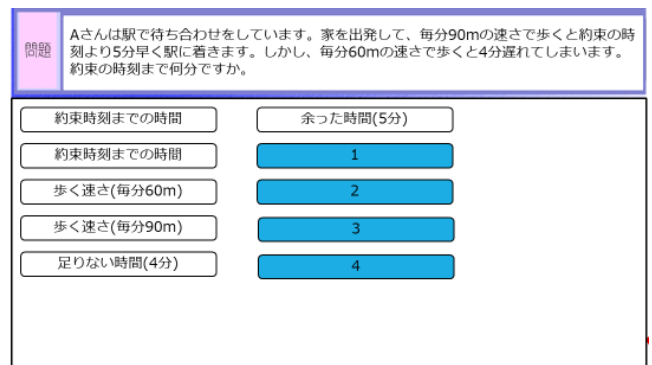 問題
Aさんは駅で待ち合わせをしています。家を出発して、毎分90mの速さで歩くと約束の時
刻より5分早く駅に着きます。しかし、毎分60mの速さで歩くと4分遅れてしまいます。
約束の時刻まで何分ですか。
約束時刻までの時間 余った時間(5分)
約束時刻までの時間 1
歩く速さ(毎分60m) 2
歩く速さ(毎分90m) 3
足りない時間(4分) 4